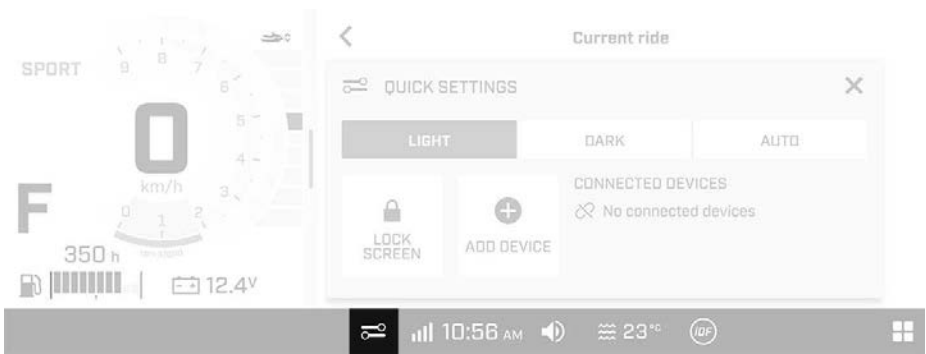 Current ride
SPORT
9 8 7
6
5
4
3
2
1
0
0
km/h
F
350 h
12.4V
QUICK SETTINGS
LIGHT DARK AUTO
LOCK
SCREEN
ADD DEVICE
CONNECTED DEVICES
No connected devices
10:56 AM 23°C iDF